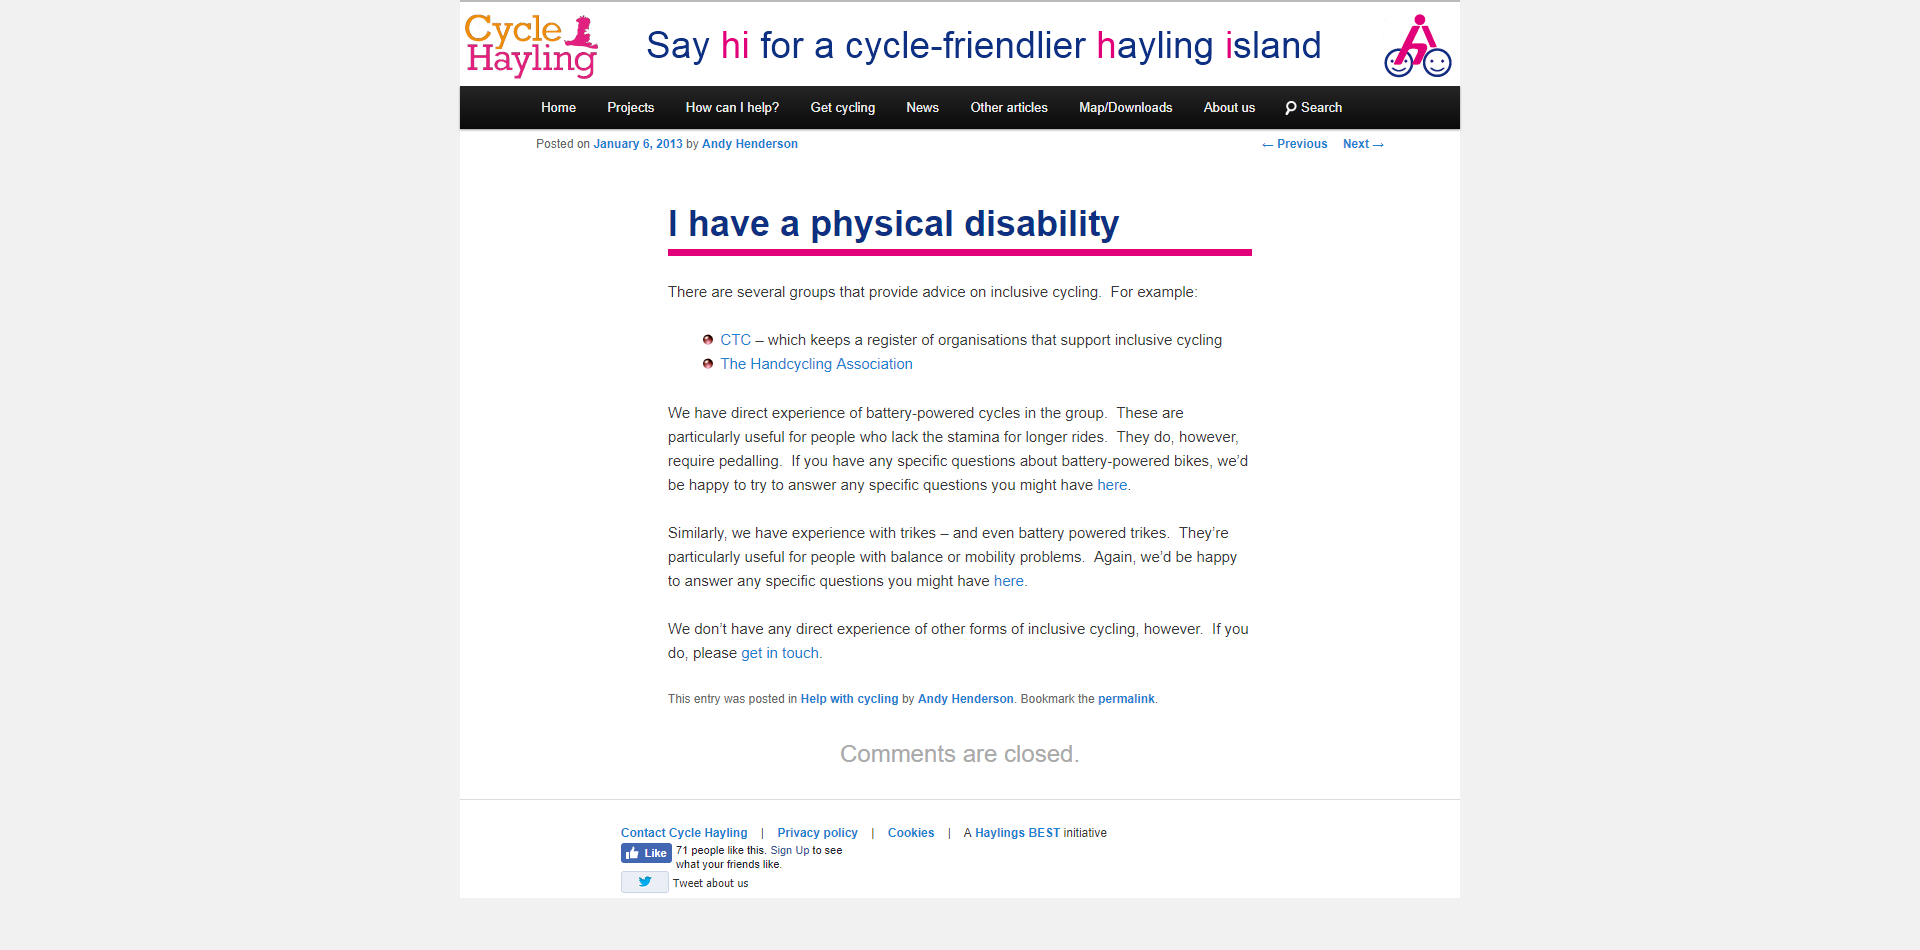 Cycle
Hayling
Say hi for a cycle-friendlier hayling island
Home Projects How can I help? Get cycling News Other articles Map/Downloads About us Search
Posted on January 6, 2013 by Andy Henderson
← Previous Next →
I have a physical disability
There are several groups that provide advice on inclusive cycling.  For example:
CTC – which keeps a register of organisations that support inclusive cycling
The Handcycling Association
We have direct experience of battery-powered cycles in the group.  These are
particularly useful for people who lack the stamina for longer rides.  They do, however,
require pedalling.  If you have any specific questions about battery-powered bikes, we’d
be happy to try to answer any specific questions you might have here.
Similarly, we have experience with trikes – and even battery powered trikes.  They’re
particularly useful for people with balance or mobility problems.  Again, we’d be happy
to answer any specific questions you might have here.
We don’t have any direct experience of other forms of inclusive cycling, however.  If you
do, please get in touch.
This entry was posted in Help with cycling by Andy Henderson. Bookmark the permalink.
Comments are closed.
Contact Cycle Hayling | Privacy policy | Cookies | A Haylings BEST initiative
Like 71 people like this. Sign Up to see
what your friends like.
Tweet about us